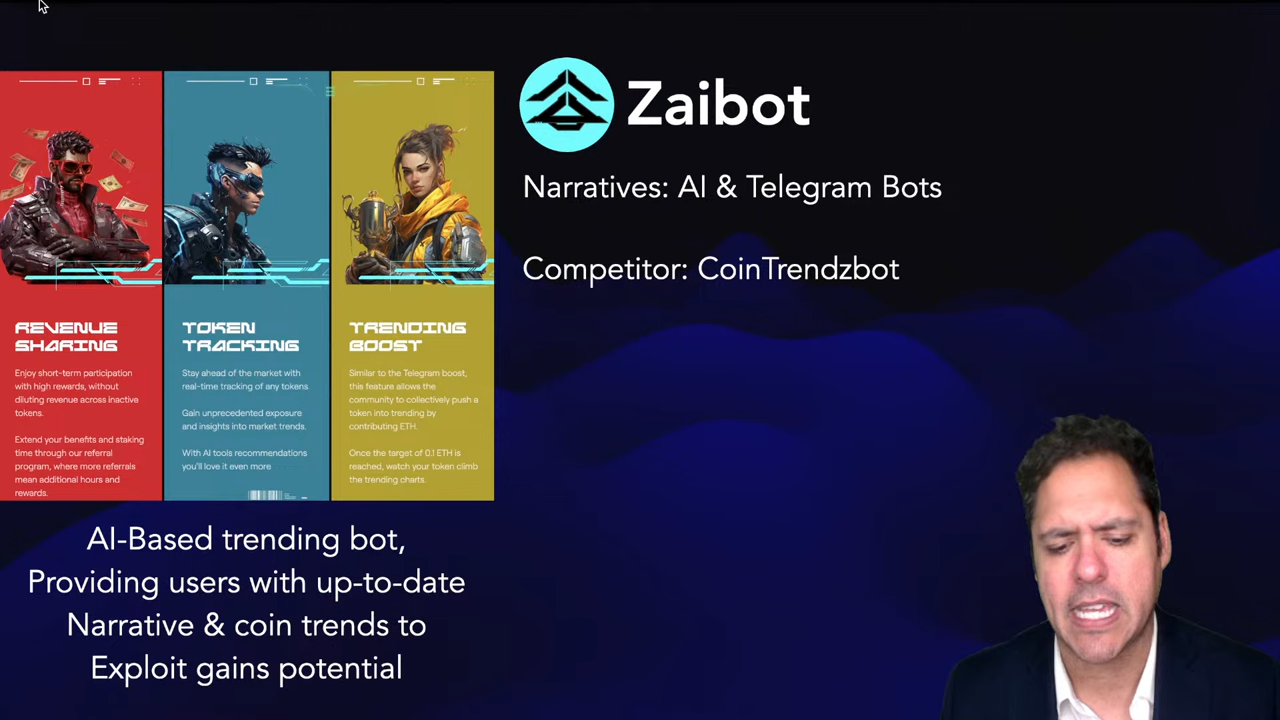 Zaibot
Narratives: AI & Telegram Bots
Competitor: CoinTrendzbot
REVENUE
SHARING
Enjoy short-term participation
with high rewards, without
diluting revenue across inactive
tokens.
Extend your benefits and staking
time through our referral
program, where more referrals
mean additional hours and
rewards.
TOKEN
TRACKING
Stay ahead of the market with
real-time tracking of any tokens.
Gain unprecedented exposure
and insights into market trends.
With AI tools recommendations
you'll love it even more
TRENDING
BOOST
Similar to the Telegram boost,
this feature allows the
community to collectively push a
token into trending by
contributing ETH.
Once the target of 0.1 ETH is
reached, watch your token climb
the trending charts.
AI-Based trending bot,
Providing users with up-to-date
Narrative & coin trends to
Exploit gains potential